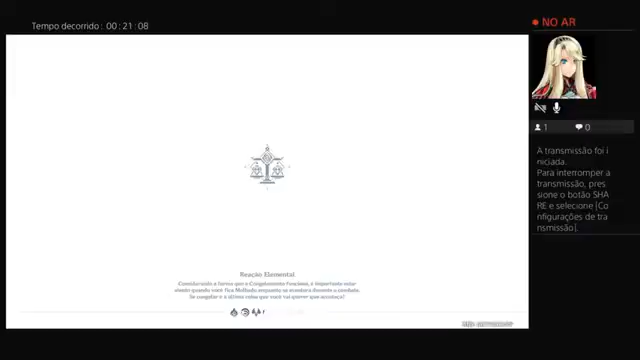 Tempo decorrido: 00:21:08
NO AR
1
0
A transmissão foi i
niciada.
Para interromper a
transmissão, pres
sione o botão SHA
RE e selecione [Co
nfigurações de tra
nsmissão].
Reação Elemental
Considerando a forma que o Congelamento funciona, é importante estar
atento quando você fica Molhado enquanto se aventura durante o combate.
Se congelar é a última coisa que você vai querer que aconteça!